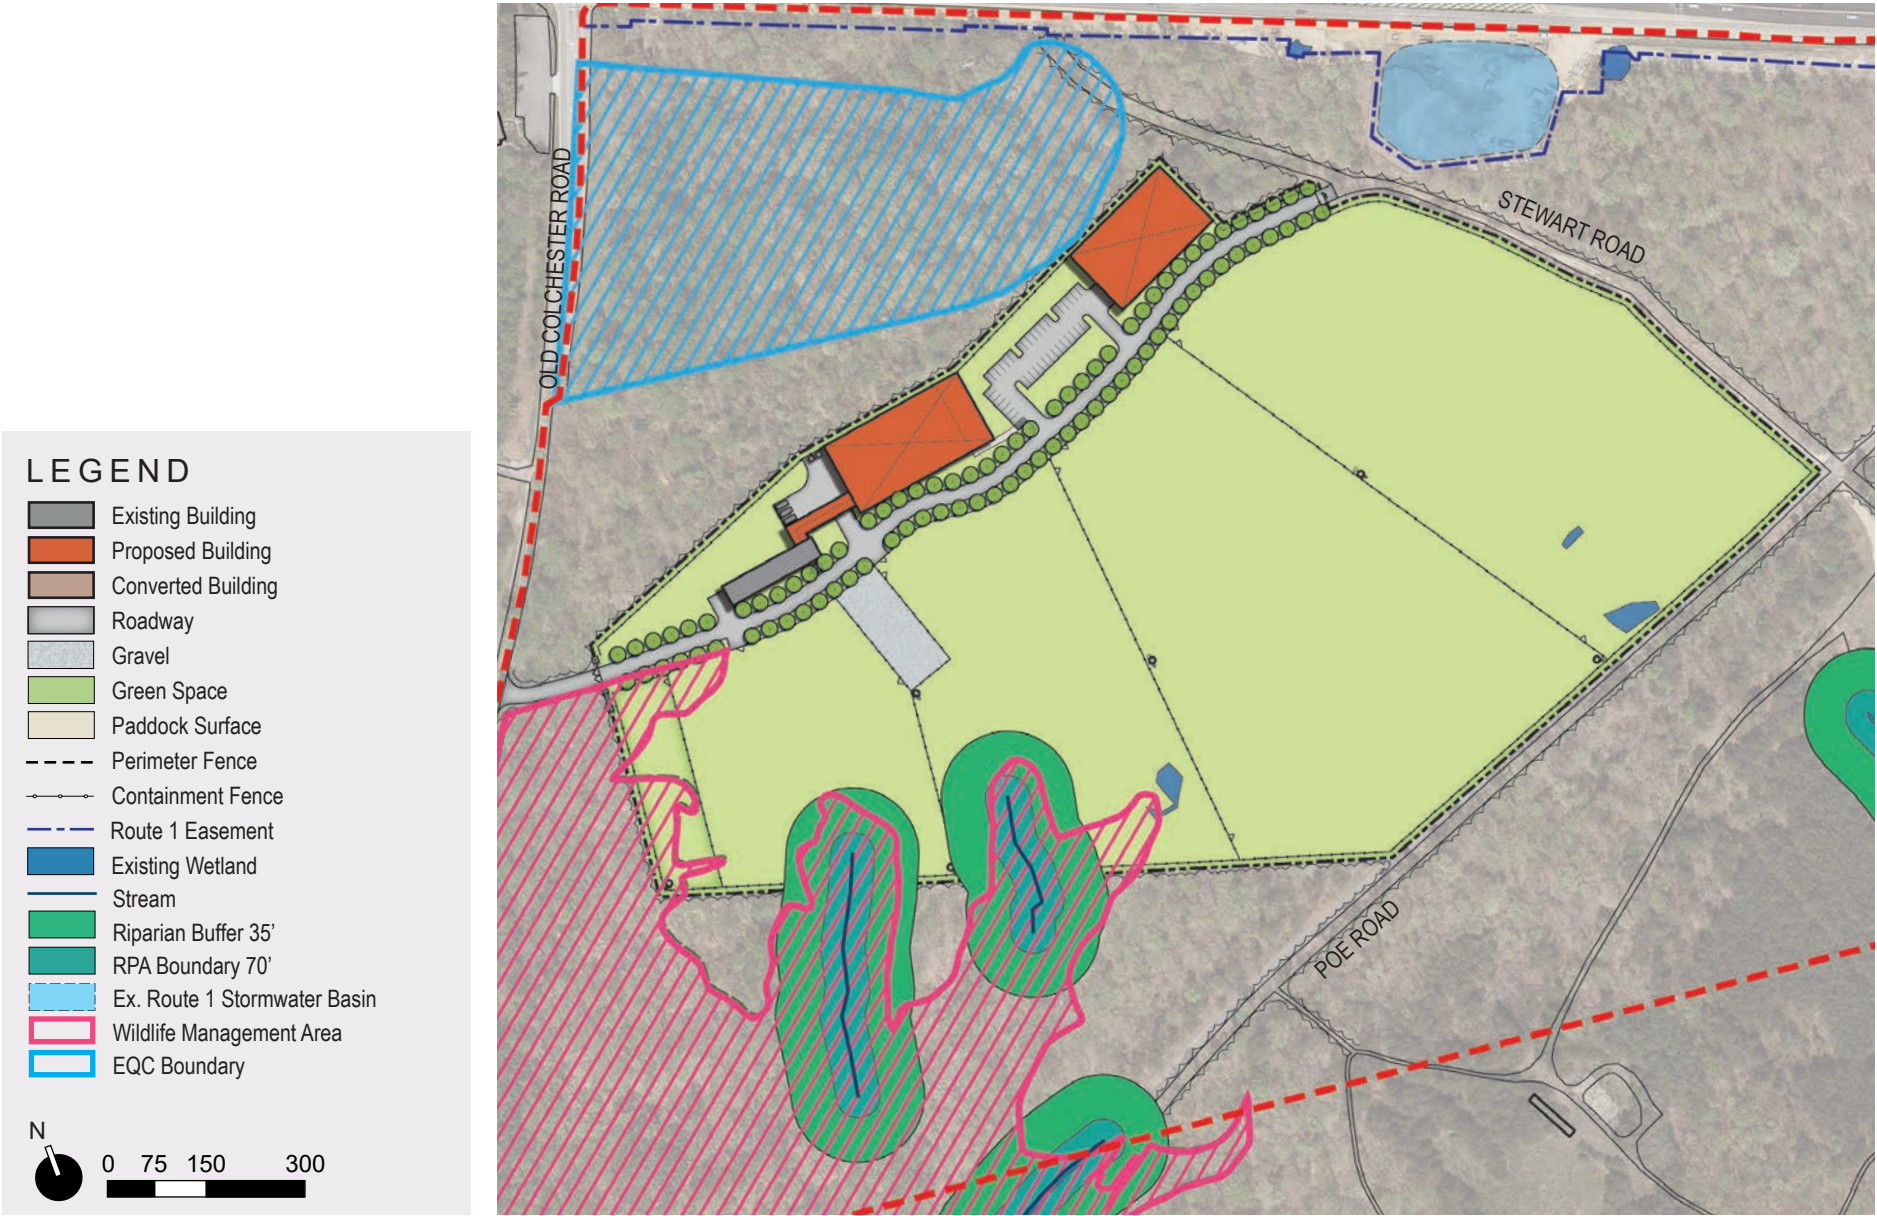 OLD COLCHESTER ROAD
STEWART ROAD
POE ROAD
LEGEND
Existing Building
Proposed Building
Converted Building
Roadway
Gravel
Green Space
Paddock Surface
Perimeter Fence
Containment Fence
Route 1 Easement
Existing Wetland
Stream
Riparian Buffer 35’
RPA Boundary 70’
Ex. Route 1 Stormwater Basin
Wildlife Management Area
EQC Boundary
N
0 75 150 300